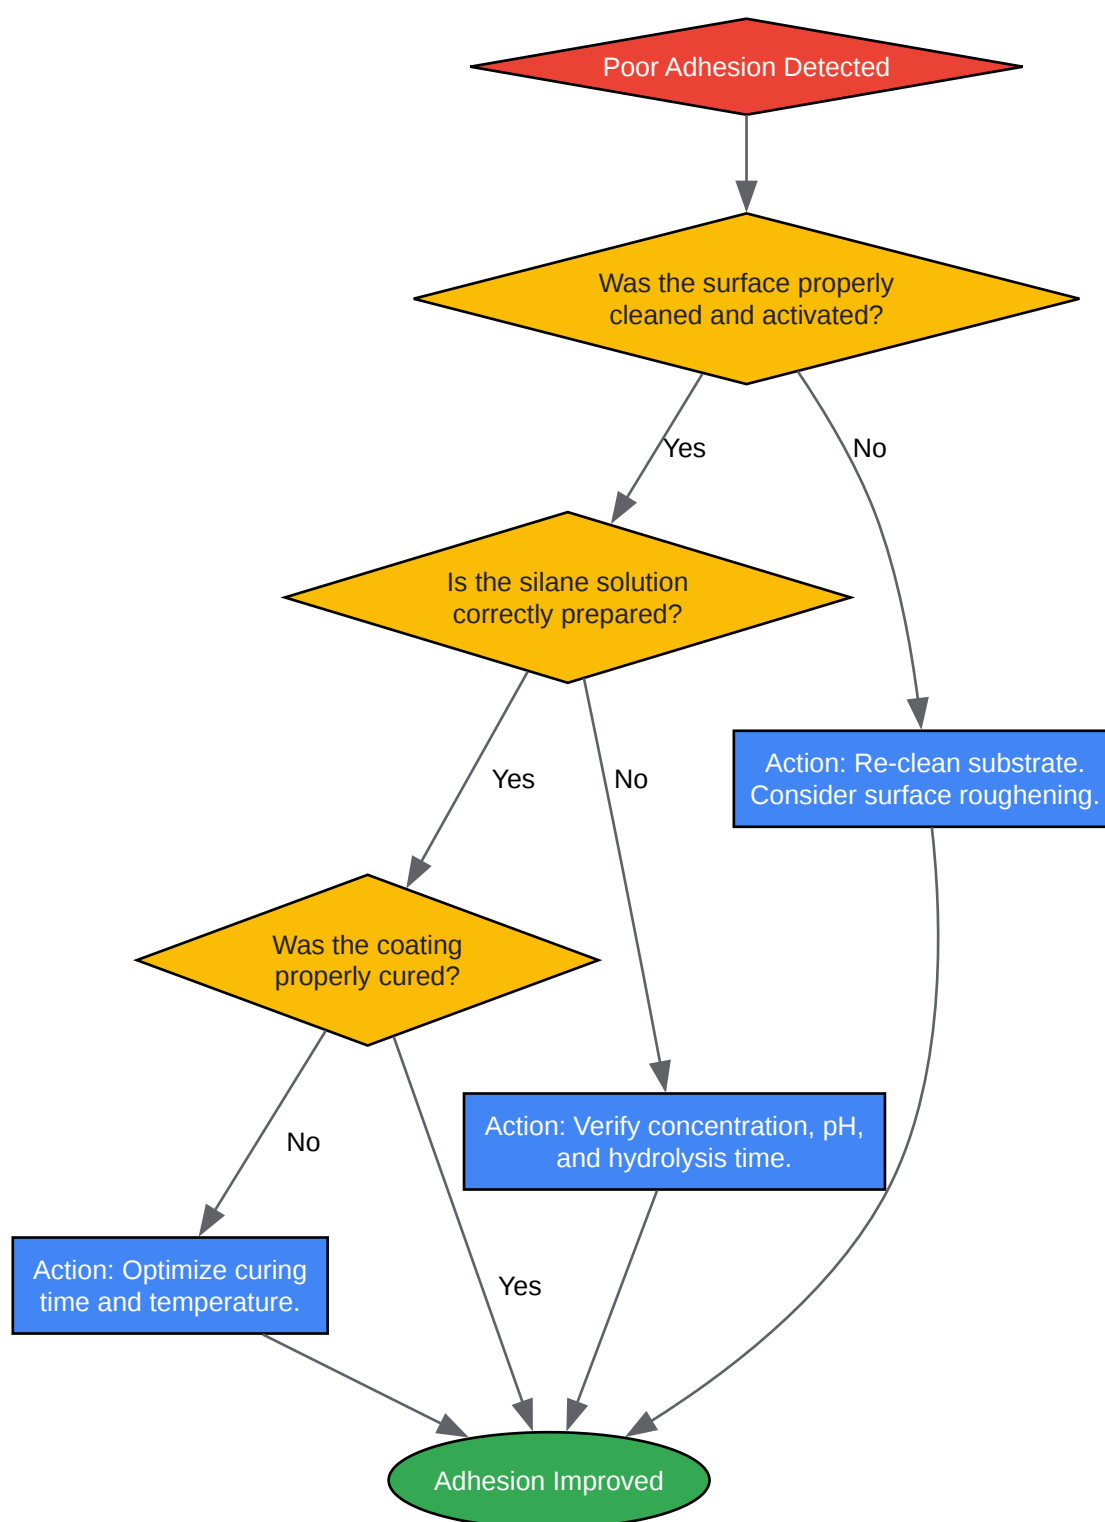 Poor Adhesion Detected
Was the surface properly
cleaned and activated?
Yes
No
Is the silane solution
correctly prepared?
Yes
No
Action: Re-clean substrate.
Consider surface roughening.
Was the coating
properly cured?
No
Yes
Action: Verify concentration, pH,
and hydrolysis time.
Action: Optimize curing
time and temperature.
Adhesion Improved